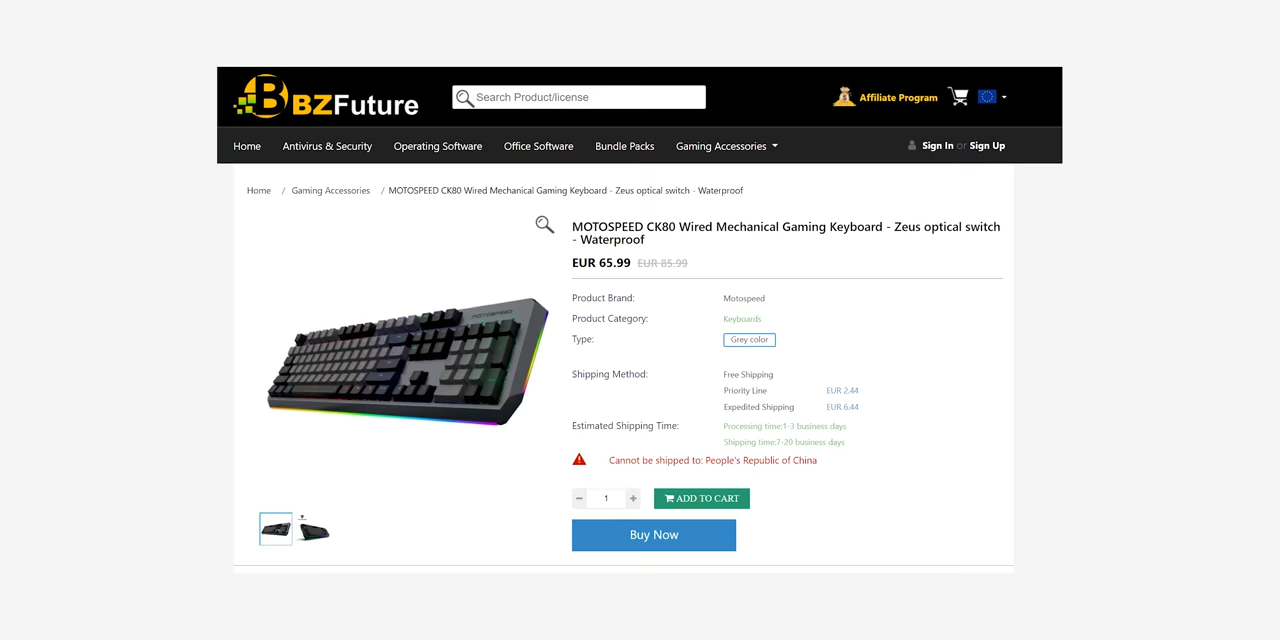 BZFuture
Search Product/license
Affiliate Program
Home Antivirus & Security Operating Software Office Software Bundle Packs Gaming Accessories
Sign In or Sign Up
Home / Gaming Accessories / MOTOSPEED CK80 Wired Mechanical Gaming Keyboard - Zeus optical switch - Waterproof
MOTOSPEED
MOTOSPEED CK80 Wired Mechanical Gaming Keyboard - Zeus optical switch
- Waterproof
EUR 65.99 EUR 85.99
Product Brand: Motospeed
Product Category: Keyboards
Type: Grey color
Shipping Method: Free Shipping
Priority Line EUR 2.44
Expedited Shipping EUR 6.44
Estimated Shipping Time: Processing time:1-3 business days
Shipping time:7-20 business days
Cannot be shipped to: People's Republic of China
- 1 +
ADD TO CART
Buy Now